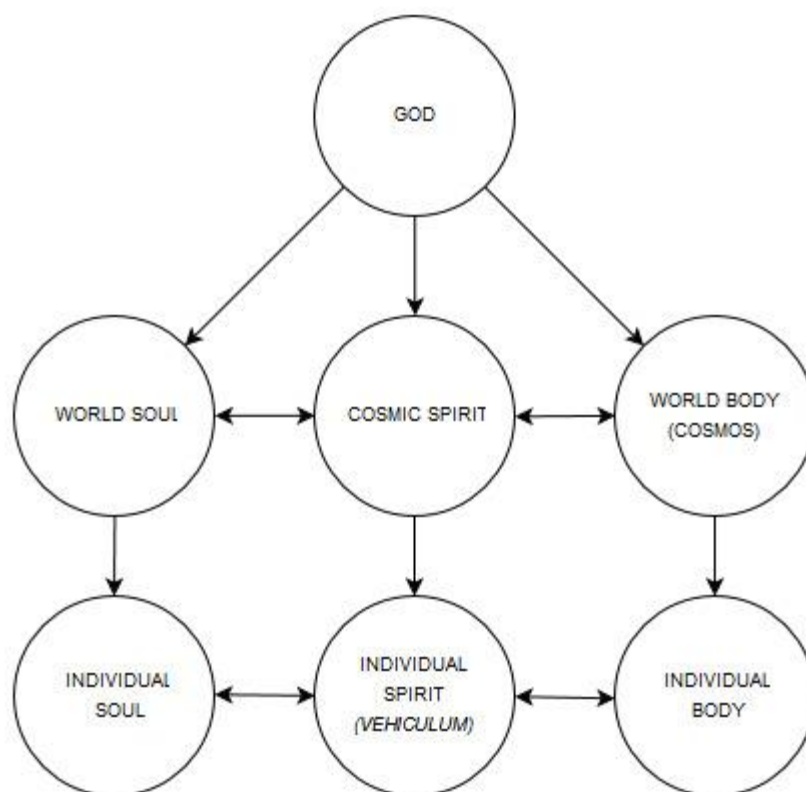 GOD
WORLD SOUL
COSMIC SPIRIT
WORLD BODY
(COSMOS)
INDIVIDUAL
SOUL
INDIVIDUAL
SPIRIT
(VEHICULUM)
INDIVIDUAL
BODY